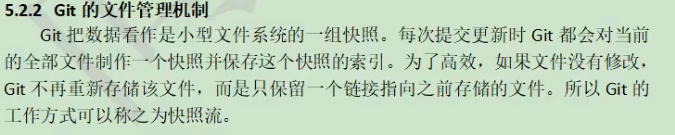 5.2.2 Git 的文件管理机制
Git 把数据看作是小型文件系统的一组快照。每次提交更新时 Git 都会对当前
的全部文件制作一个快照并保存这个快照的索引。为了高效，如果文件没有修改，
Git 不再重新存储该文件，而是只保留一个链接指向之前存储的文件。所以 Git 的
工作方式可以称之为快照流。